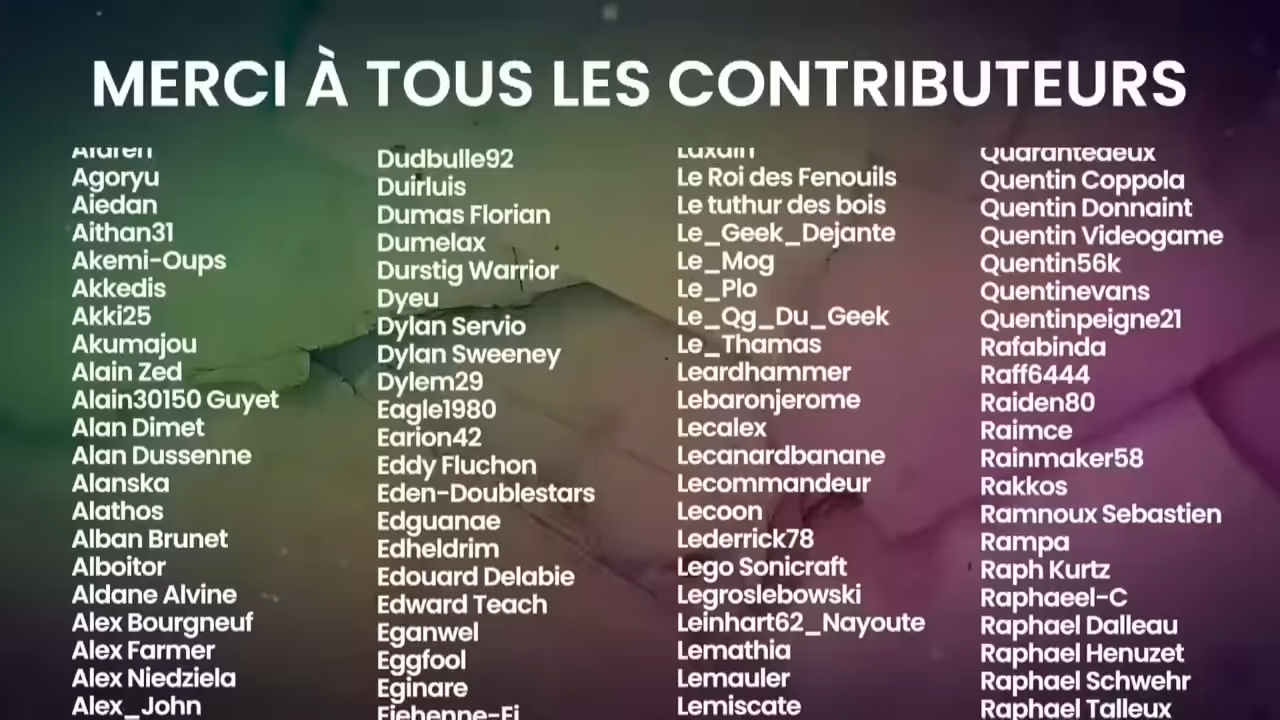 MERCI À TOUS LES CONTRIBUTEURS
Agoryu
Aiedan
Aithan31
Akemi-Oups
Akkedis
Akki25
Akumajou
Alain Zed
Alain30150 Guyet
Alan Dimet
Alan Dussenne
Alanska
Alathos
Alban Brunet
Alboitor
Aldane Alvine
Alex Bourgneuf
Alex Farmer
Alex Niedziela
Alex_John
Dudbulle92
Duirluis
Dumas Florian
Dumelax
Durstig Warrior
Dyeu
Dylan Servio
Dylan Sweeney
Dylem29
Eagle1980
Earion42
Eddy Fluchon
Eden-Doublestars
Edguanae
Edheldrim
Edouard Delabie
Edward Teach
Eganwel
Eggfool
Eginare
Le Roi des Fenouils
Le tuthur des bois
Le_Geek_Dejante
Le_Mog
Le_Plo
Le_Qg_Du_Geek
Le_Thamas
Leardhammer
Lebaronjerome
Lecalex
Lecanardbanane
Lecommandeur
Lecoon
Lederrick78
Lego Sonicraft
Legroslebowski
Leinhart62_Nayoute
Lemathia
Lemauler
Lemiscate
Quarantedeux
Quentin Coppola
Quentin Donnaint
Quentin Videogame
Quentin56k
Quentinevans
Quentinpeigne21
Rafabinda
Raff6444
Raiden80
Raimce
Rainmaker58
Rakkos
Ramnoux Sebastien
Rampa
Raph Kurtz
Raphaeel-C
Raphael Dalleau
Raphael Henuzet
Raphael Schwehr
Raphael Talleux